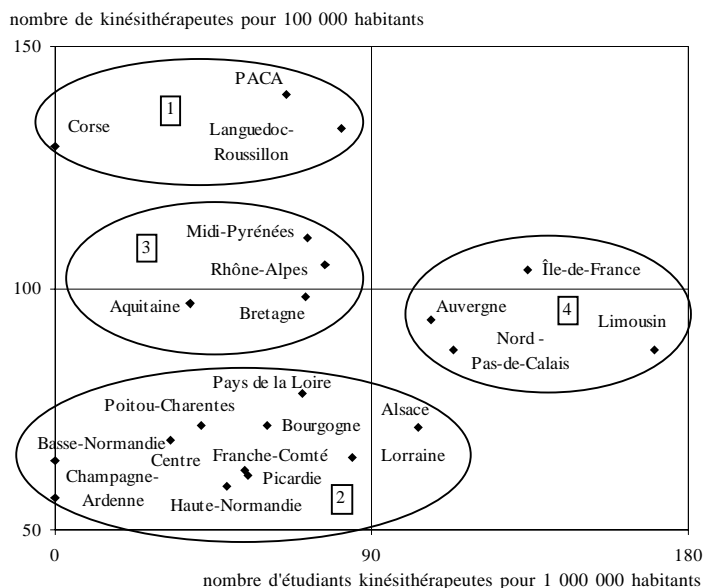 nombre de kinésithérapeutes pour 100 000 habitants
150
PACA
1
Corse
Languedoc-
Roussillon
Midi-Pyrénées
3
Rhône-Alpes
Île-de-France
100
Aquitaine
Bretagne
Auvergne
4
Limousin
Nord -
Pas-de-Calais
Pays de la Loire
Poitou-Charentes
Alsace
Bourgogne
Basse-Normandie
Centre
Franche-Comté
Lorraine
Champagne-
Ardenne
Picardie
Haute-Normandie
2
50
0
90
180
nombre d'étudiants kinésithérapeutes pour 1 000 000 habitants